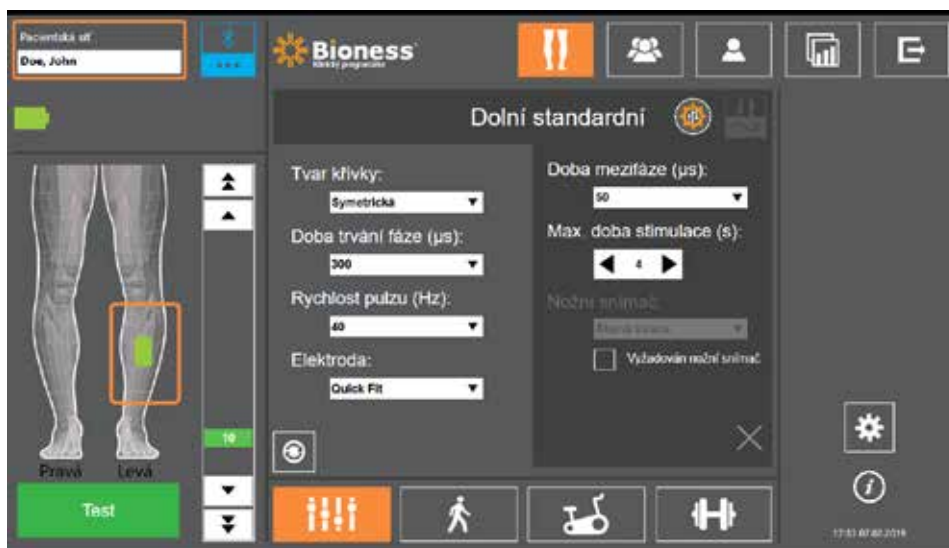 Pacientská síť
Doe, John
Bioness
Klinický programátor
Dolní standardní
Tvar křivky:
Symetrická
Doba trvání fáze (µs):
300
Rychlost pulzu (Hz):
40
Elektroda:
Quick Fit
Doba mezifáze (µs):
50
Max. doba stimulace (s):
4
Nožní snímač:
Vyžadován nožní snímač
10
Pravá
Levá
Test